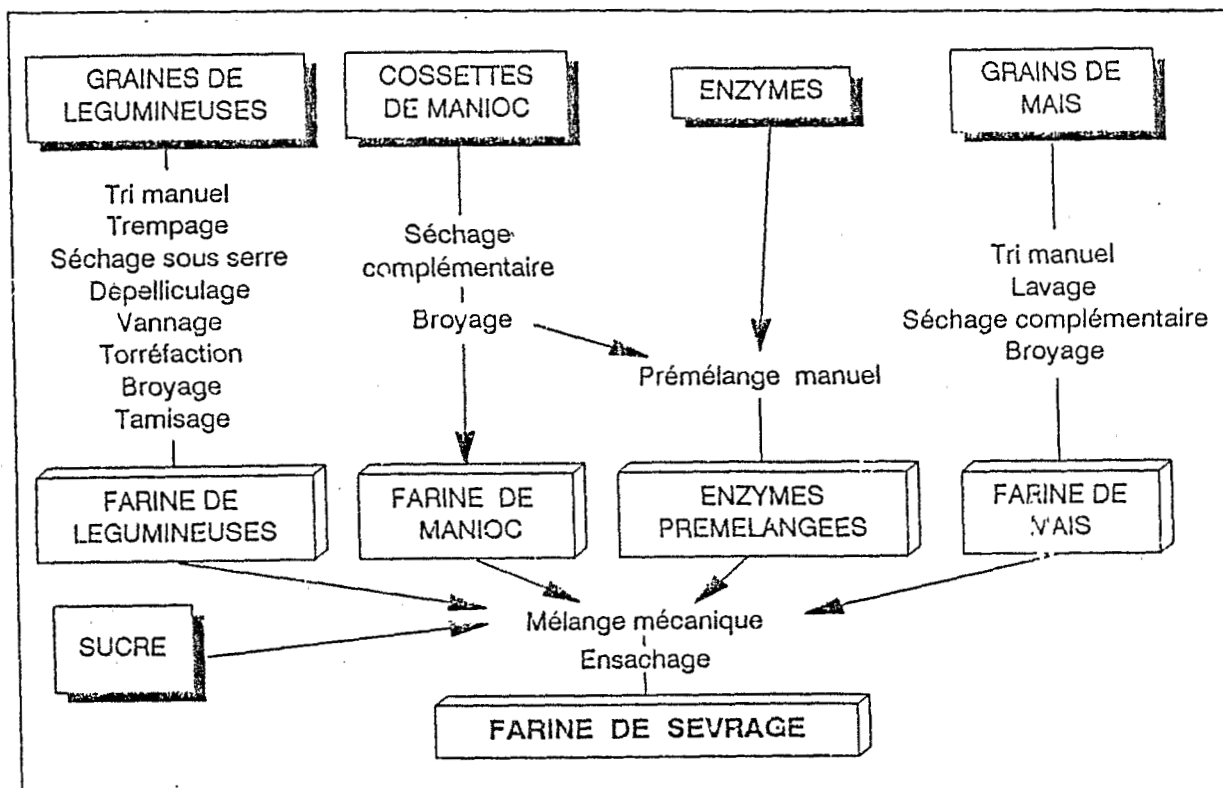 GRAINES DE
LEGUMINEUSES
COSSETTES
DE MANIOC
ENZYMES
GRAINS DE
MAIS
Tri manuel
Trempage
Séchage sous serre
Dépelliculage
Vannage
Torréfaction
Broyage
Tamisage
Séchage
complémentaire
Broyage
Prémélange manuel
Tri manuel
Lavage
Séchage complémentaire
Broyage
FARINE DE
LEGUMINEUSES
FARINE DE
MANIOC
ENZYMES
PREMELANGEES
FARINE DE
MAIS
SUCRE
Mélange mécanique
Ensachage
FARINE DE SEVRAGE